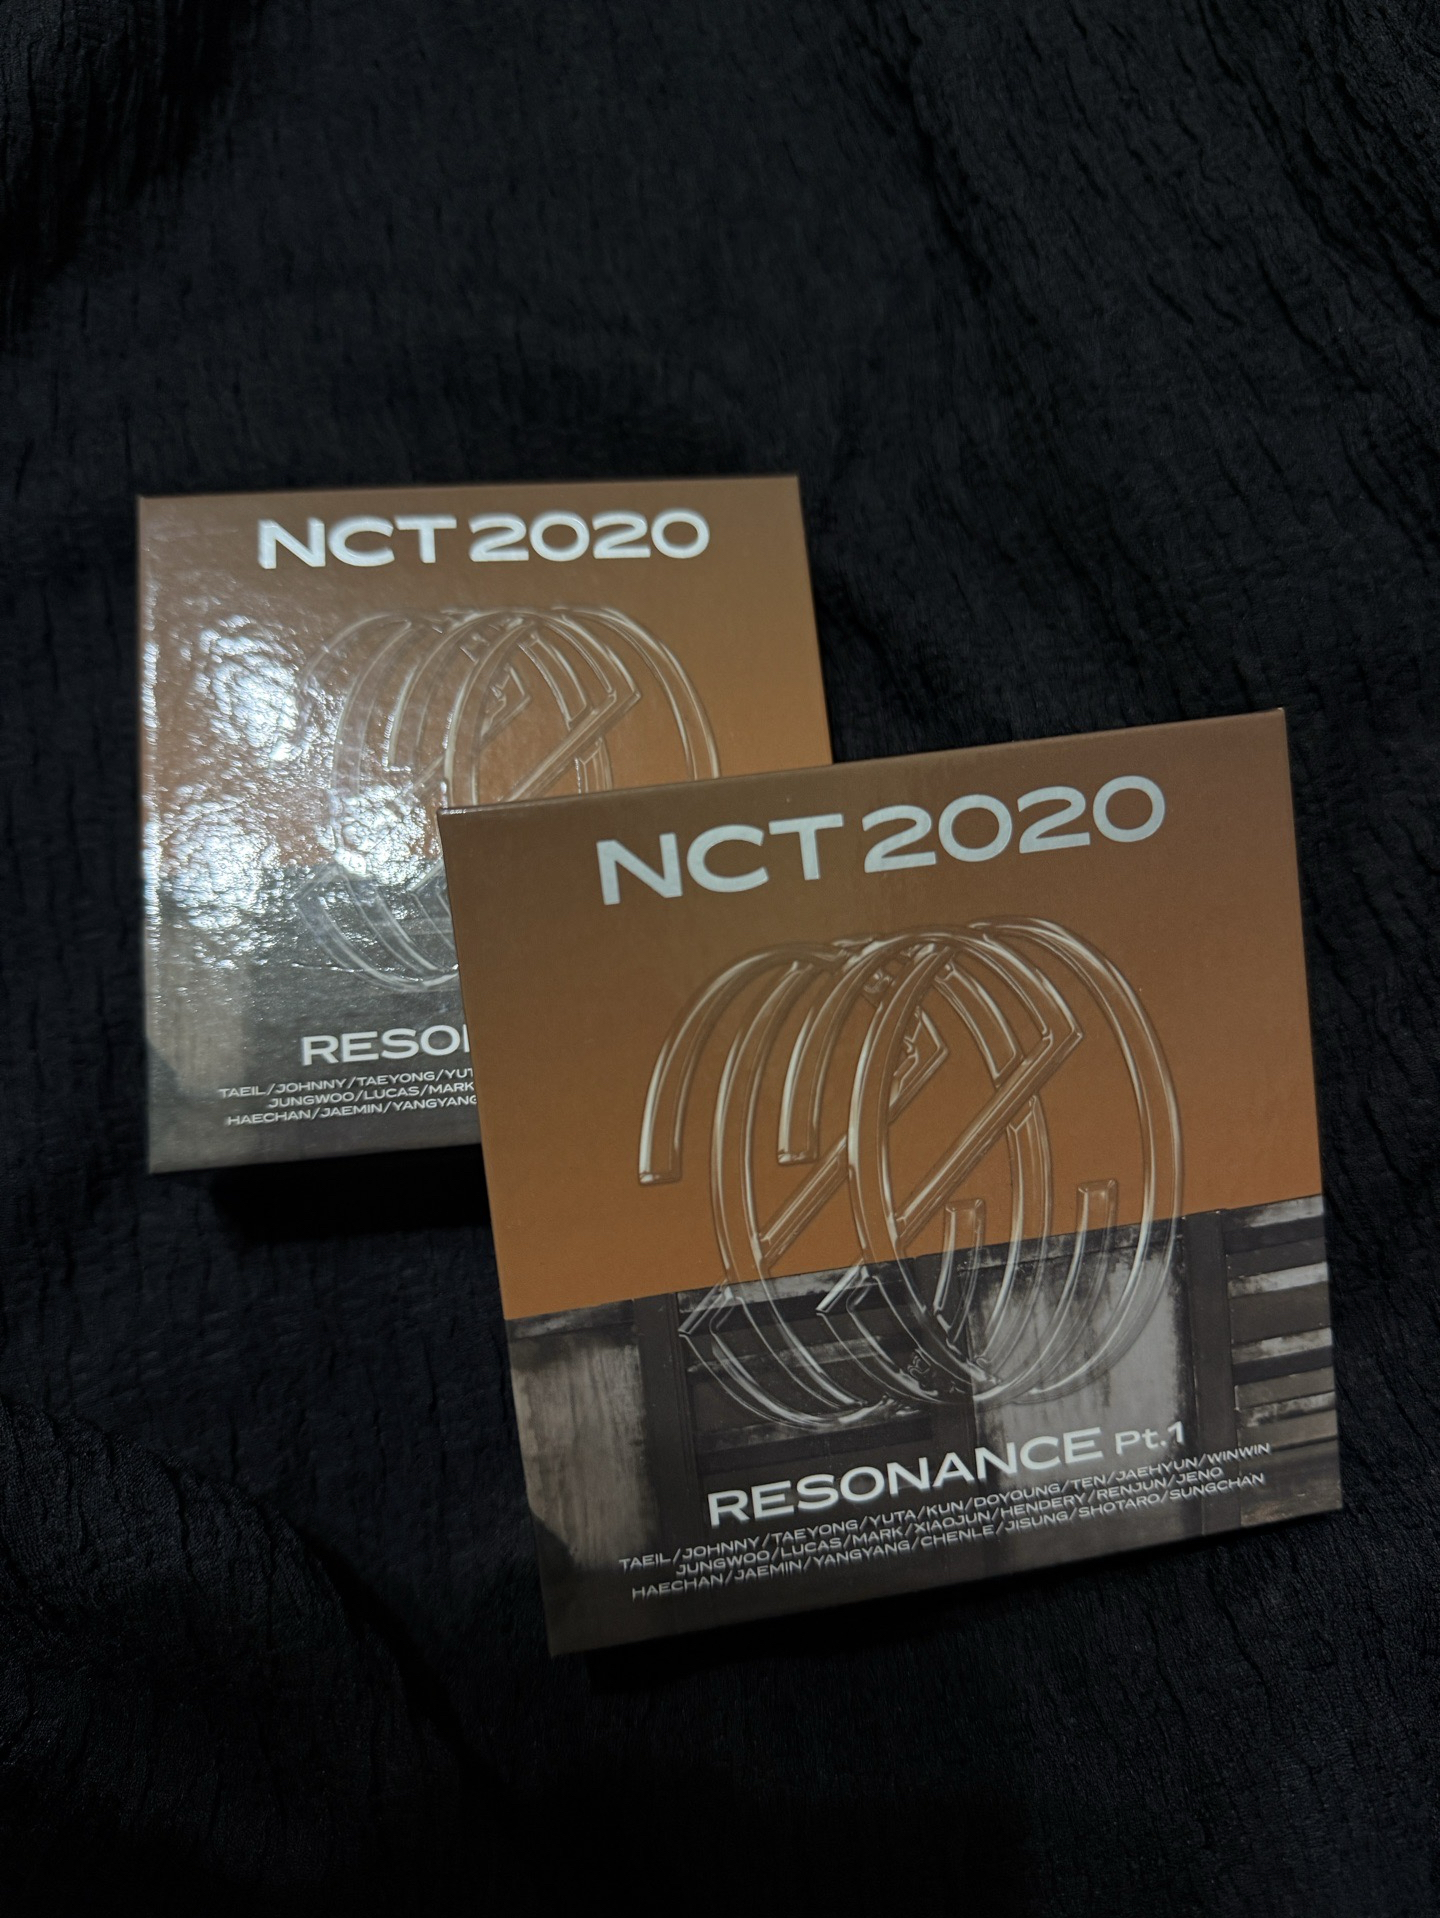 NCT 2020
RESO
TAEIL/JOHNNY/TAEYONG/YUT
JUNGWOO/LUCAS/MARK
HAECHAN/JAEMIN/YANGYANG
NCT 2020
RESONANCE Pt.1
TAEIL/JOHNNY/TAEYONG/YUTA/KUN/DOYOUNG/TEN/JAEHYUN/WINWIN
JUNGWOO/LUCAS/MARK/XIAOJUN/HENDERY/RENJUN/JENO
HAECHAN/JAEMIN/YANGYANG/CHENLE/JISUNG/SHOTARO/SUNGCHAN